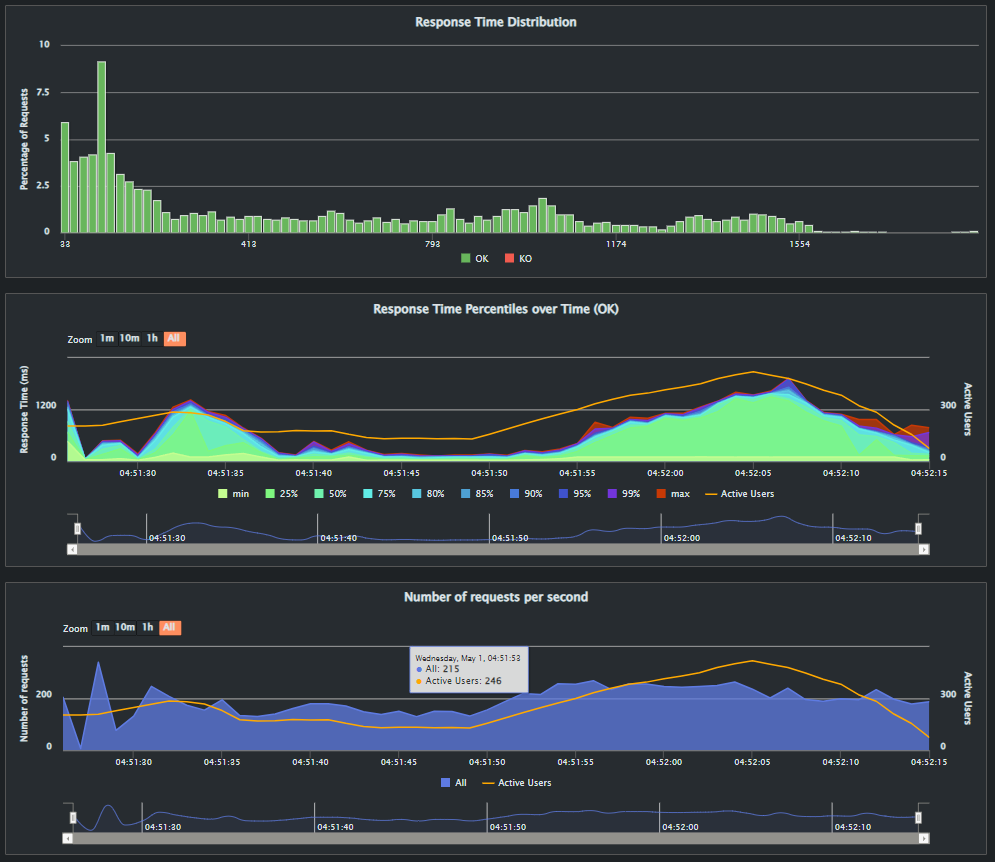 Response Time Distribution
10
7.5
5
2.5
0
Percentage of Requests
33 413 793 1174 1554
OK KO
Response Time Percentiles over Time (OK)
Zoom 1m 10m 1h All
Response Time (ms)
1200
0
300
0
Active Users
04:51:30 04:51:35 04:51:40 04:51:45 04:51:50 04:51:55 04:52:00 04:52:05 04:52:10 04:52:15
min 25% 50% 75% 80% 85% 90% 95% 99% max Active Users
04:51:30 04:51:40 04:51:50 04:52:00 04:52:10
Number of requests per second
Zoom 1m 10m 1h All
Wednesday, May 1, 04:51:53
All: 215
Active Users: 246
Number of requests
200
0
300
0
Active Users
04:51:30 04:51:35 04:51:40 04:51:45 04:51:50 04:51:55 04:52:00 04:52:05 04:52:10 04:52:15
All Active Users
04:51:30 04:51:40 04:51:50 04:52:00 04:52:10